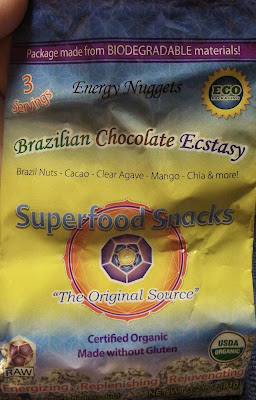 Package made from BIODEGRADABLE materials!
3
Servings
Energy Nuggets
ECO
PACKAGING
Brazilian Chocolate Ecstasy
Brazil Nuts - Cacao - Clear Agave - Mango - Chia & more!
Superfood Snacks
"The Original Source"
Certified Organic
Made without Gluten
RAW
USDA
ORGANIC
Energizing - Replenishing - Rejuvenating